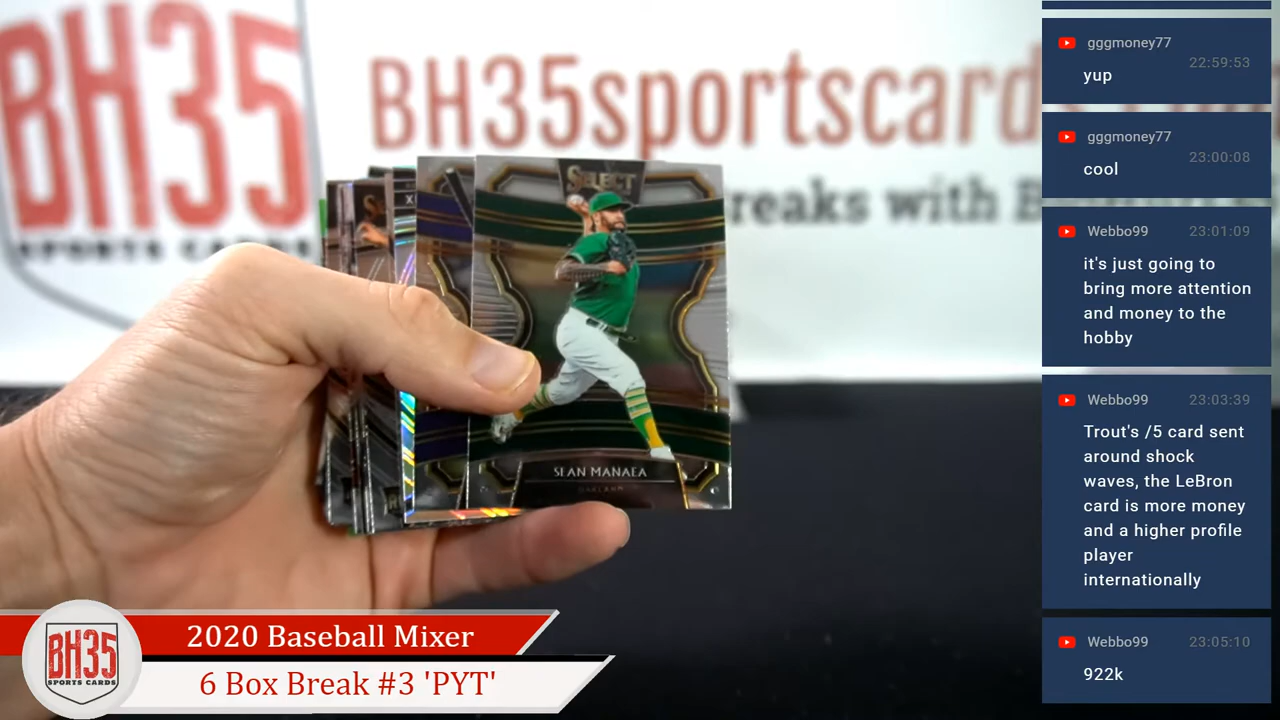 BH35
SPORTS CARDS
BH35sportscard
reaks with B
X
SELECT
SEAN MANAEA
OAKLAND
gggmoney77
22:59:53
yup
gggmoney77
23:00:08
cool
Webbo99
23:01:09
it's just going to
bring more attention
and money to the
hobby
Webbo99
23:03:39
Trout's /5 card sent
around shock
waves, the LeBron
card is more money
and a higher profile
player
internationally
Webbo99
23:05:10
922k
BH35
SPORTS CARDS
2020 Baseball Mixer
6 Box Break #3 'PYT'